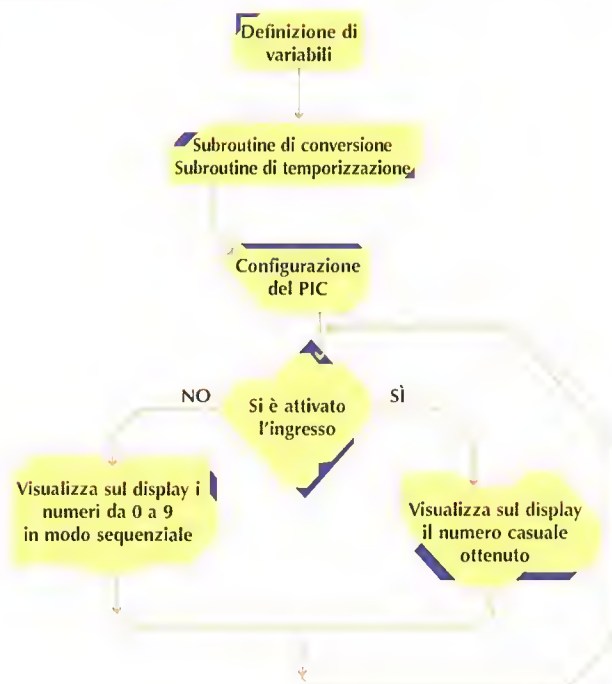 Definizione di
variabili
Subroutine di conversione
Subroutine di temporizzazione
Configurazione
del PIC
NO
Si è attivato
l'ingresso
SÌ
Visualizza sul display i
numeri da 0 a 9
in modo sequenziale
Visualizza sul display
il numero casuale
ottenuto